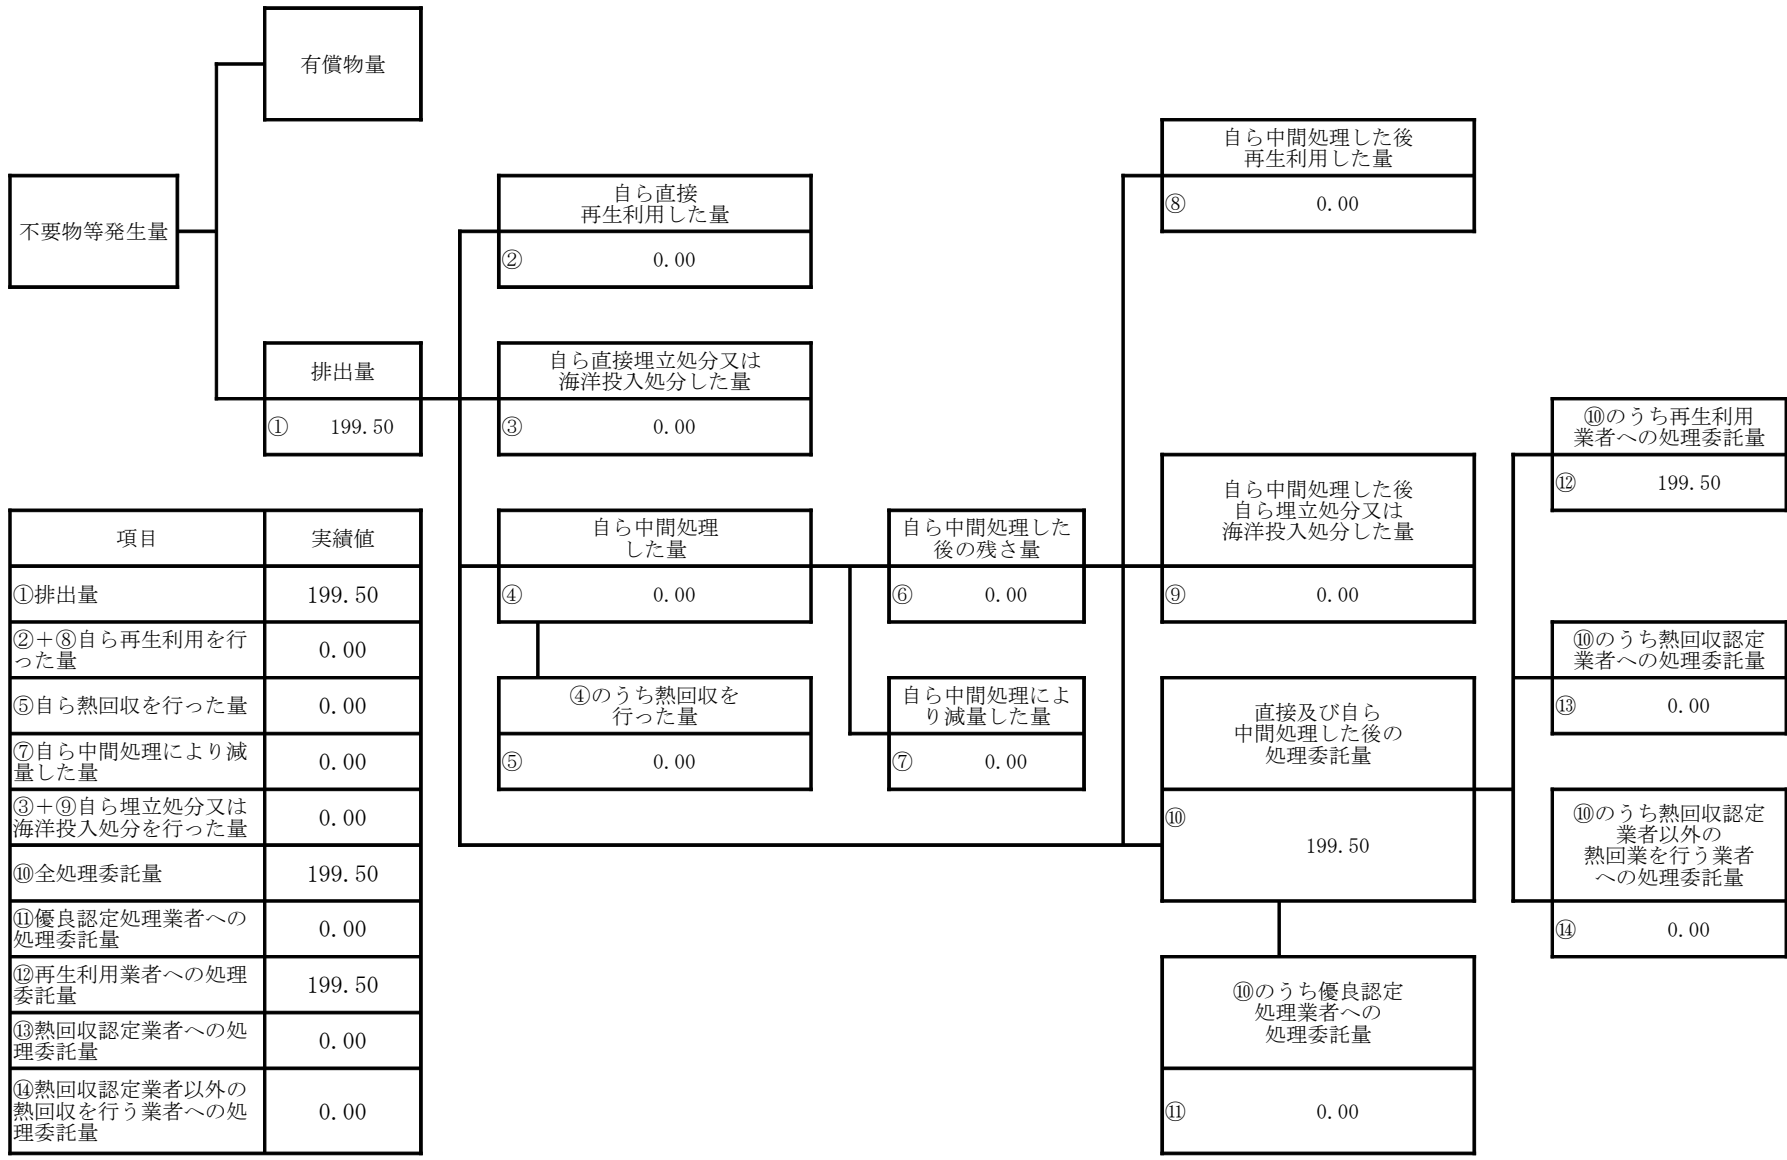 有償物量
不要物等発生量
排出量
① 199.50
自ら直接
再生利用した量
② 0.00
自ら直接埋立処分又は
海洋投入処分した量
③ 0.00
自ら中間処理
した量
④ 0.00
④のうち熱回収を
行った量
⑤ 0.00
自ら中間処理した
後の残さ量
⑥ 0.00
自ら中間処理によ
り減量した量
⑦ 0.00
自ら中間処理した後
再生利用した量
⑧ 0.00
自ら中間処理した後
自ら埋立処分又は
海洋投入処分した量
⑨ 0.00
直接及び自ら
中間処理した後の
処理委託量
⑩ 199.50
⑩のうち優良認定
処理業者への
処理委託量
⑪ 0.00
⑩のうち再生利用
業者への処理委託量
⑫ 199.50
⑩のうち熱回収認定
業者への処理委託量
⑬ 0.00
⑩のうち熱回収認定
業者以外の
熱回業を行う業者
への処理委託量
⑭ 0.00
項目 実績値
①排出量 199.50
②＋⑧自ら再生利用を行
った量 0.00
⑤自ら熱回収を行った量 0.00
⑦自ら中間処理により減
量した量 0.00
③＋⑨自ら埋立処分又は
海洋投入処分を行った量 0.00
⑩全処理委託量 199.50
⑪優良認定処理業者への
処理委託量 0.00
⑫再生利用業者への処理
委託量 199.50
⑬熱回収認定業者への処
理委託量 0.00
⑭熱回収認定業者以外の
熱回収を行う業者への処
理委託量 0.00